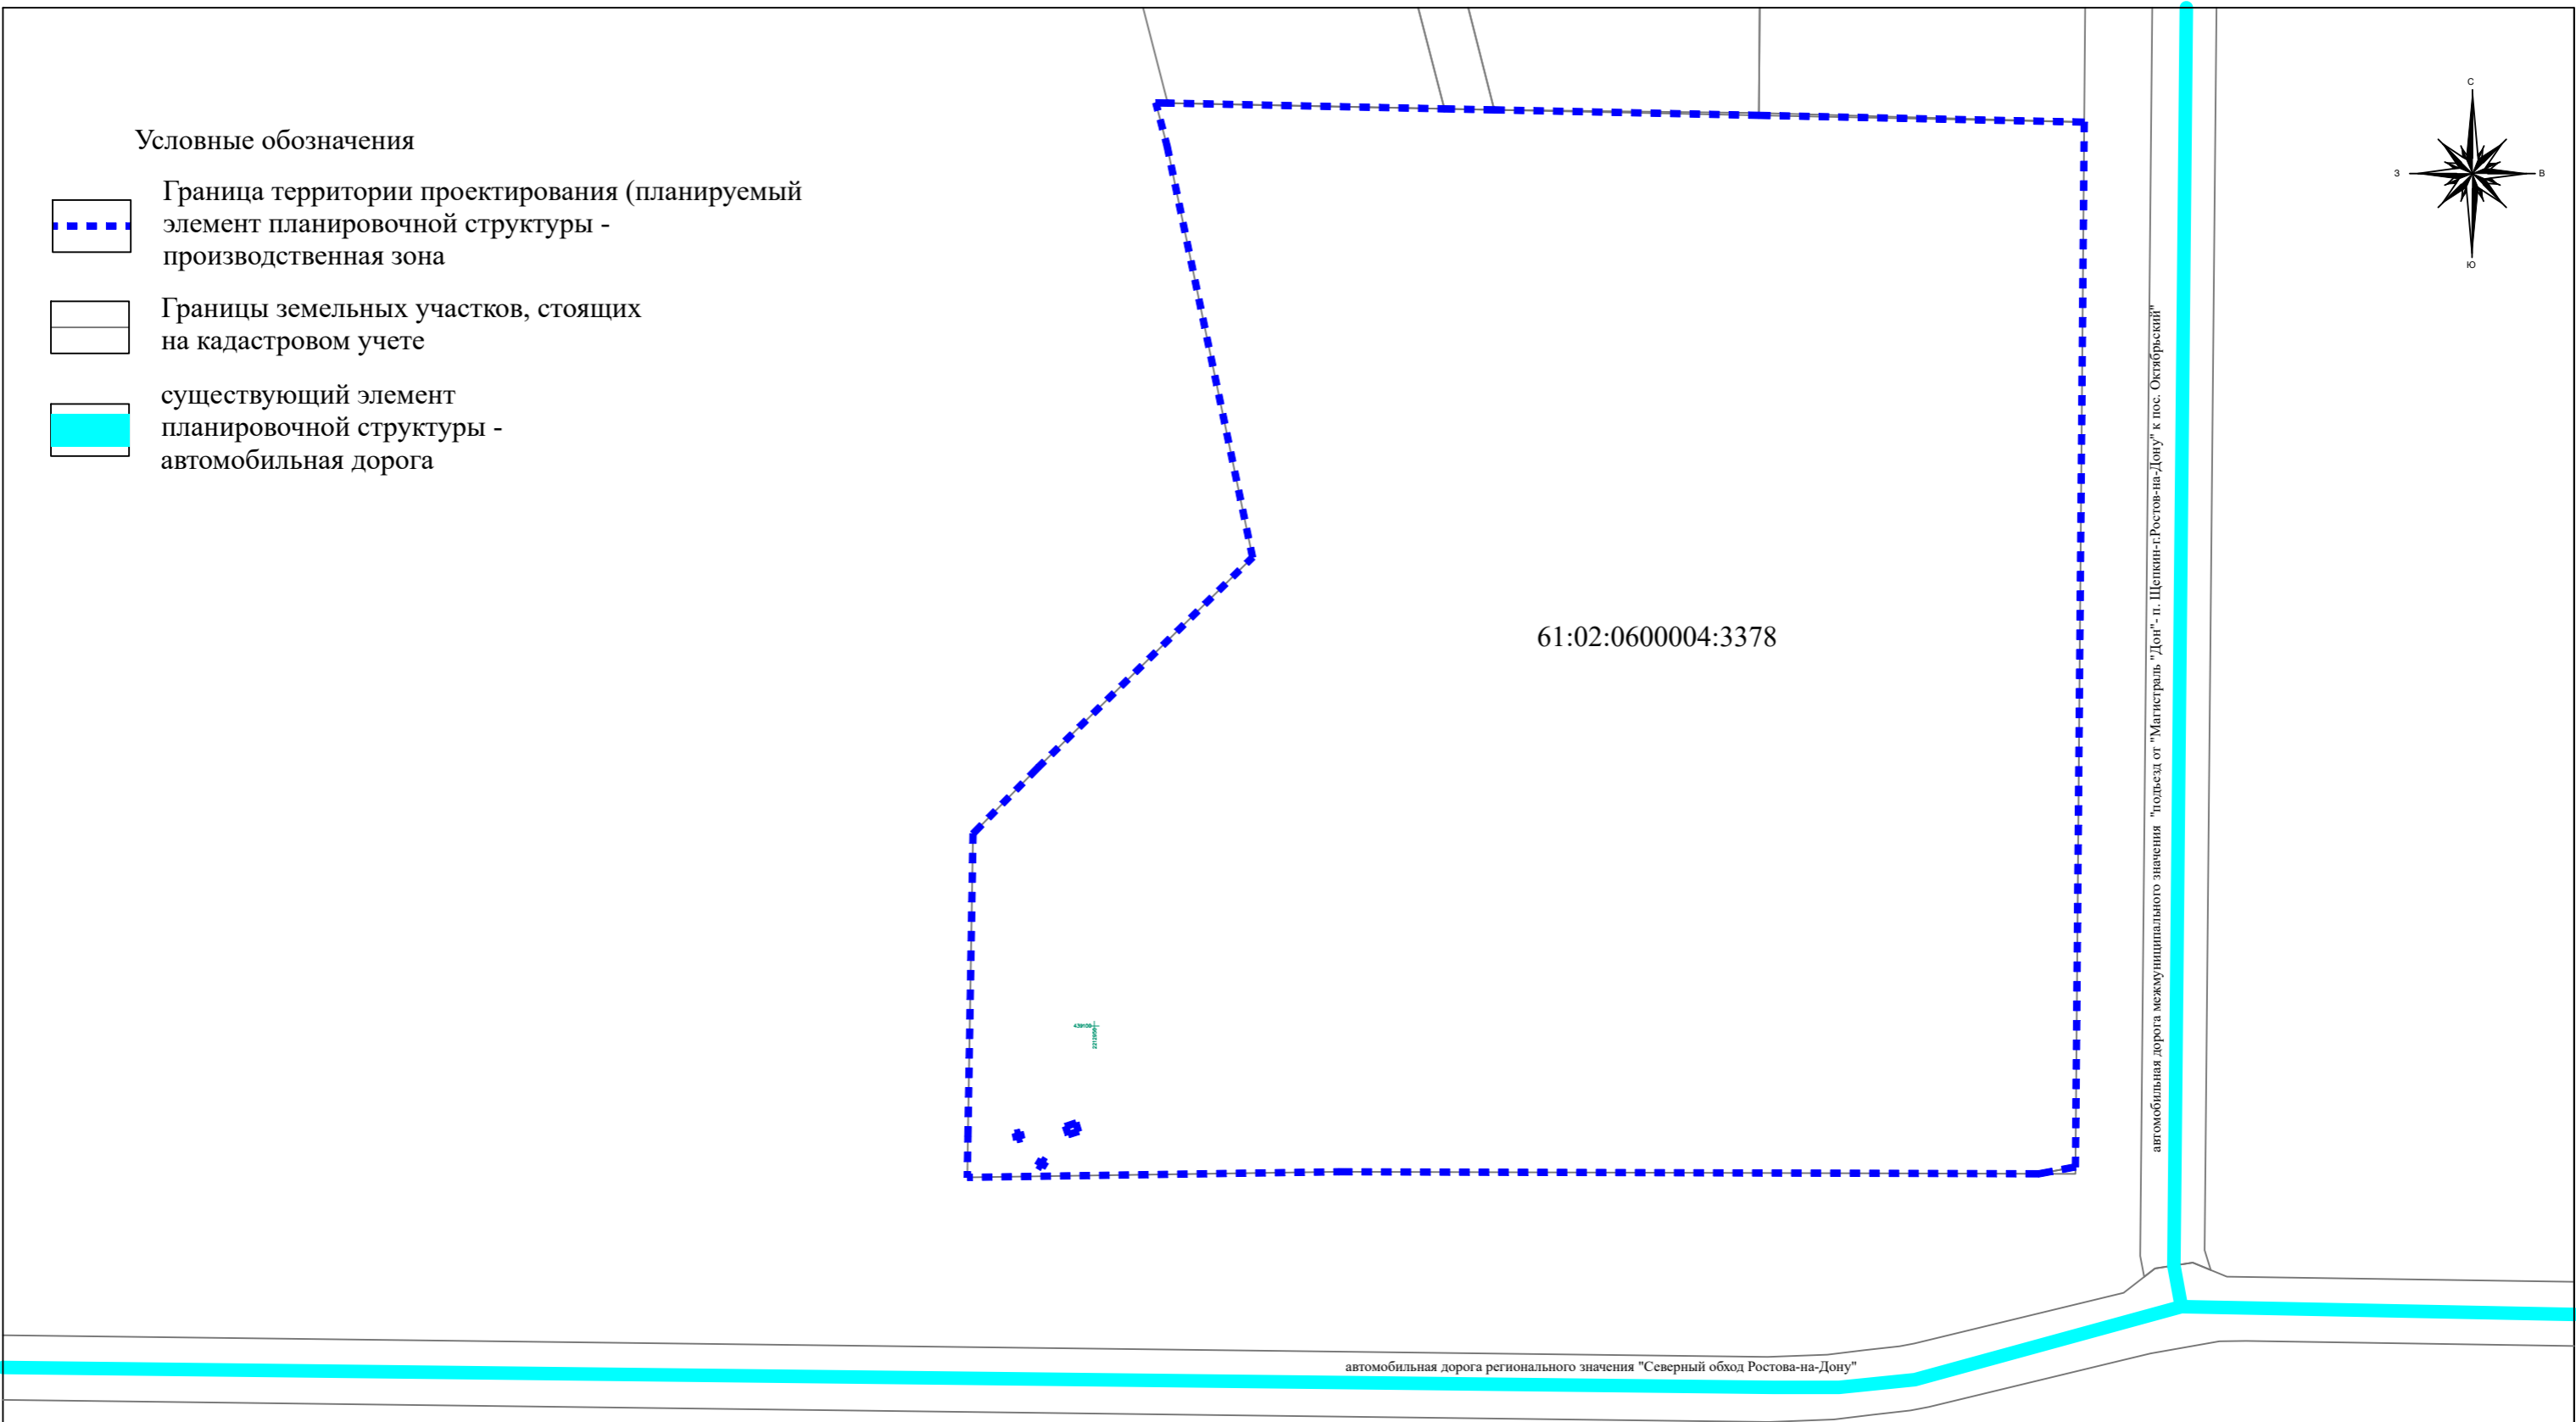 Условные обозначения
Граница территории проектирования (планируемый
элемент планировочной структуры -
производственная зона
Границы земельных участков, стоящих
на кадастровом учете
существующий элемент
планировочной структуры -
автомобильная дорога
С
З
В
Ю
61:02:0600004:3378
автомобильная дорога межмуниципального значения "подъезд от "Магистраль "Дон"- п. Щепкин-г.Ростов-на-Дону" к пос. Октябрьский"
автомобильная дорога регионального значения "Северный обход Ростова-на-Дону"